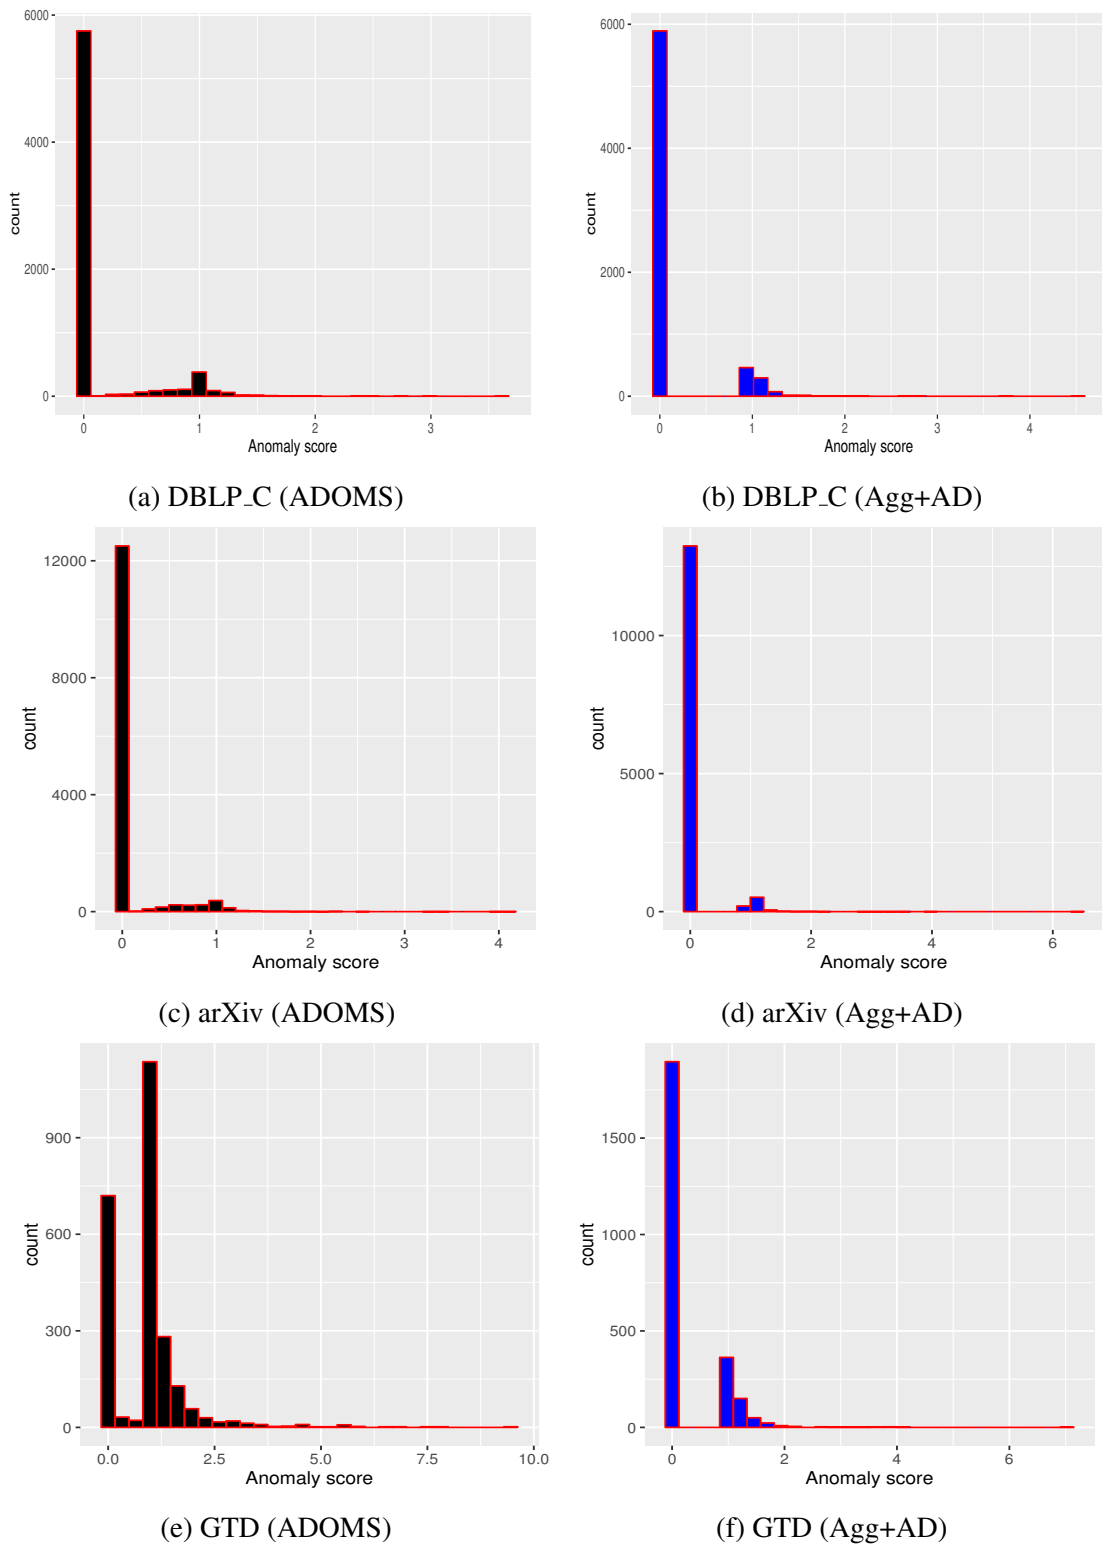 6000
4000
2000
0
count
0 1 2 3
Anomaly score
(a) DBLP_C (ADOMS)
6000
4000
2000
0
count
0 1 2 3 4
Anomaly score
(b) DBLP_C (Agg+AD)
12000
8000
4000
0
count
0 1 2 3 4
Anomaly score
(c) arXiv (ADOMS)
10000
5000
0
count
0 2 4 6
Anomaly score
(d) arXiv (Agg+AD)
900
600
300
0
count
0.0 2.5 5.0 7.5 10.0
Anomaly score
(e) GTD (ADOMS)
1500
1000
500
0
count
0 2 4 6
Anomaly score
(f) GTD (Agg+AD)